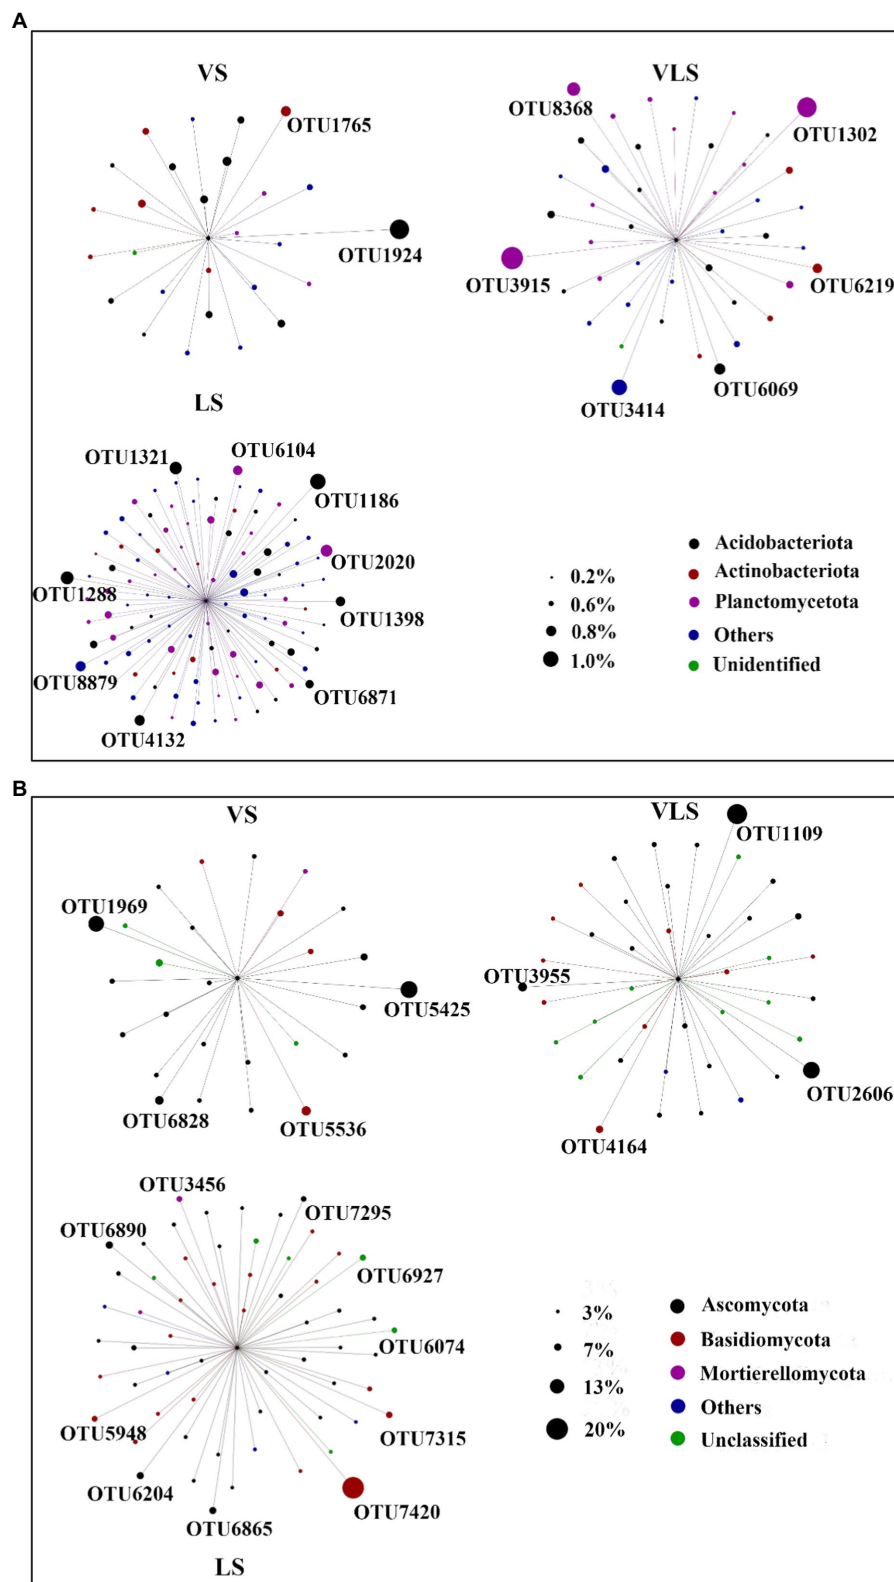 A
VS
VLS
OTU1765
OTU8368
OTU1302
OTU1924
OTU3915
OTU6219
OTU6069
OTU3414
LS
OTU1321
OTU6104
OTU1186
OTU2020
OTU1288
OTU1398
OTU8879
OTU6871
OTU4132
0.2%
0.6%
0.8%
1.0%
Acidobacteriota
Actinobacteriota
Planctomycetota
Others
Unidentified
B
VS
VLS
OTU1109
OTU1969
OTU3955
OTU5425
OTU2606
OTU6828
OTU5536
OTU4164
OTU3456
OTU7295
OTU6890
OTU6927
OTU6074
OTU5948
OTU7315
OTU6204
OTU7420
OTU6865
LS
3%
7%
13%
20%
Ascomycota
Basidiomycota
Mortierellomycota
Others
Unclassified